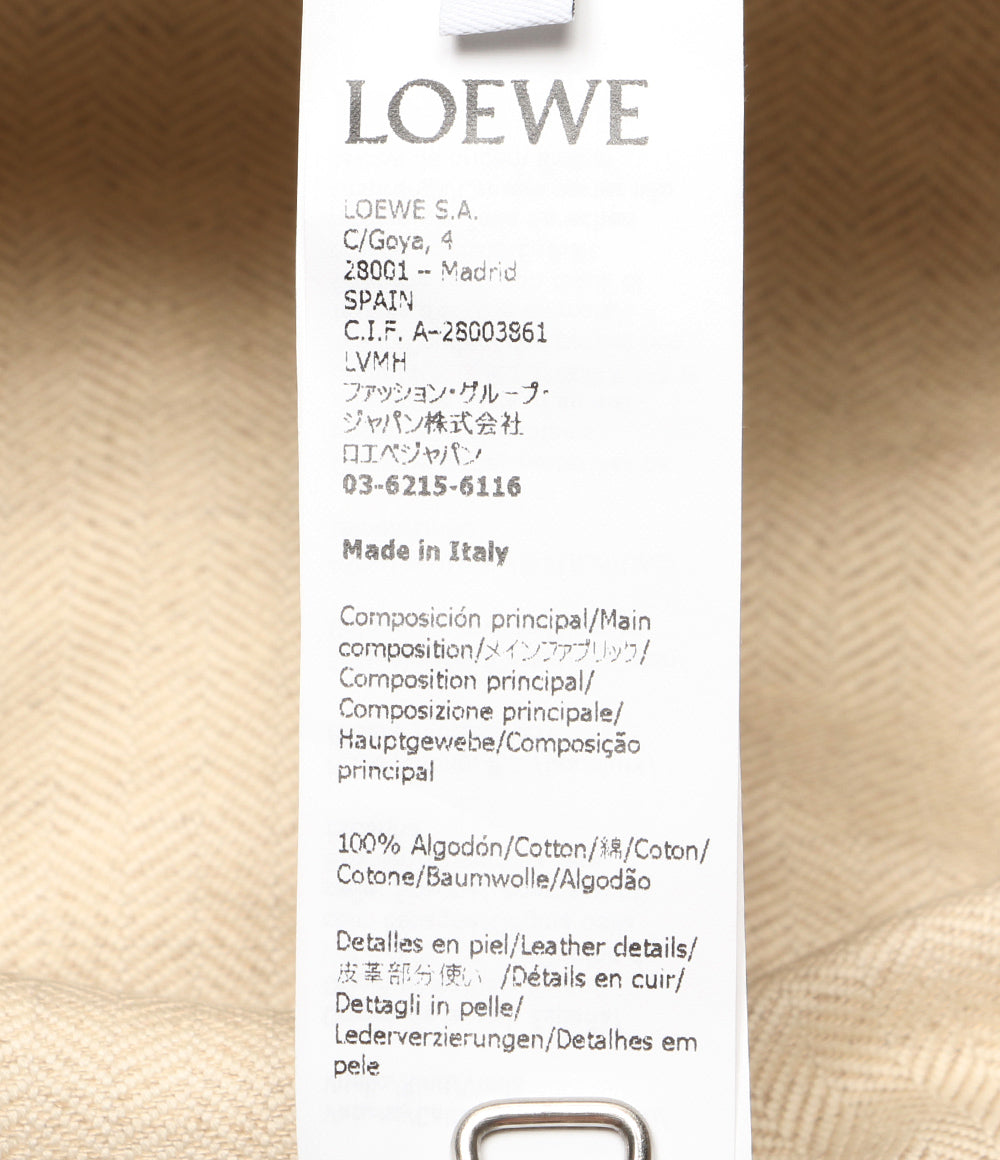 LOEWE
LOEWE S.A.
C/Goya, 4
28001 – Madrid
SPAIN
C.I.F. A-28003861
LVMH
ファッション・グループ・
ジャパン株式会社
ロエベジャパン
03-6215-6116
Made in Italy
Composición principal/Main
composition/メインファブリック/
Composition principal/
Composizione principale/
Hauptgewebe/Composição
principal
100% Algodón/Cotton/綿/Coton/
Cotone/Baumwolle/Algodão
Detalles en piel/Leather details/
皮革部分使い /Détails en cuir/
Dettagli in pelle/
Lederverzierungen/Detalhes em
pele